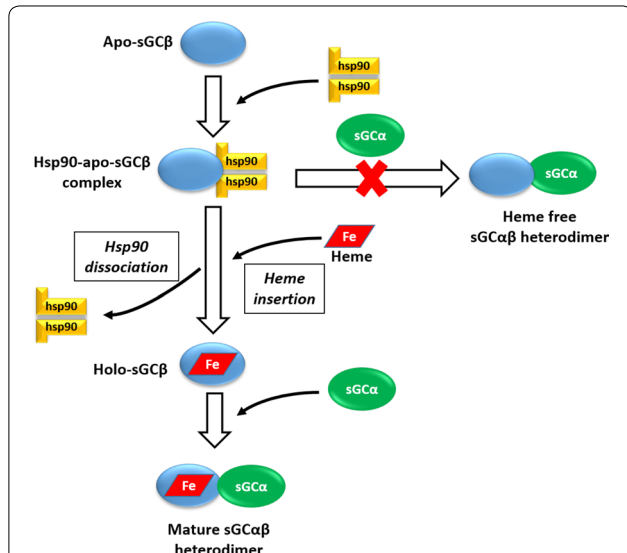 Apo-sGCβ
hsp90
hsp90
sGCα
Hsp90-apo-sGCβ
complex
hsp90
hsp90
sGCα
Heme free
sGCαβ heterodimer
Hsp90
dissociation
Fe
Heme
Heme
insertion
hsp90
hsp90
Holo-sGCβ
Fe
sGCα
Fe
sGCα
Mature sGCαβ
heterodimer